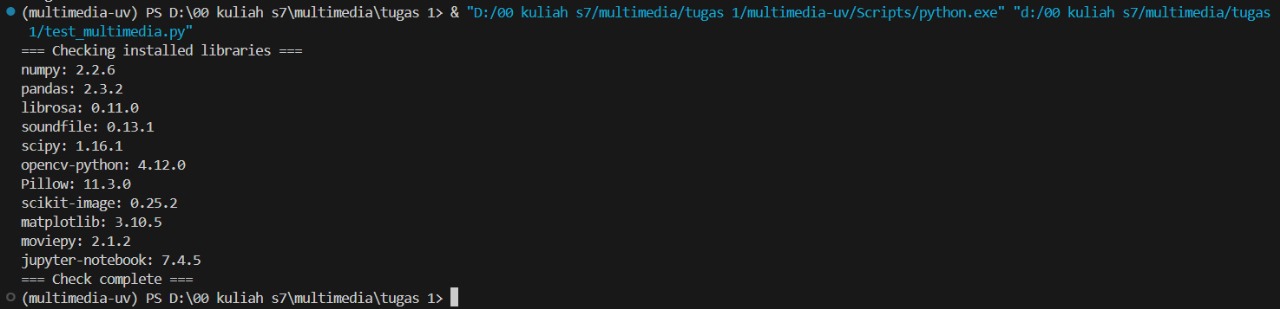 (multimedia-uv) PS D:\00 kuliah s7\multimedia\tugas 1> & "D:/00 kuliah s7/multimedia/tugas 1/multimedia-uv/Scripts/python.exe" "d:/00 kuliah s7/multimedia/tugas
1/test_multimedia.py"
=== Checking installed libraries ===
numpy: 2.2.6
pandas: 2.3.2
librosa: 0.11.0
soundfile: 0.13.1
scipy: 1.16.1
opencv-python: 4.12.0
Pillow: 11.3.0
scikit-image: 0.25.2
matplotlib: 3.10.5
moviepy: 2.1.2
jupyter-notebook: 7.4.5
=== Check complete ===
(multimedia-uv) PS D:\00 kuliah s7\multimedia\tugas 1>